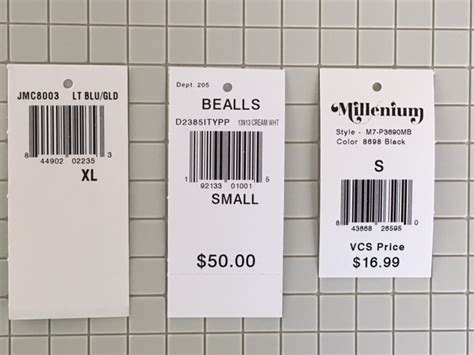 JMC8003 LT BLU/GLD
8 44902 02235 3
XL
Dept. 205
BEALLS
D2385ITYPP 13913 CREAM WHT
1 92133 01001 5
SMALL
$50.00
Millenium
Style - M7-P3690MB
Color 8698 Black
S
8 43668 26595 0
VCS Price
$16.99